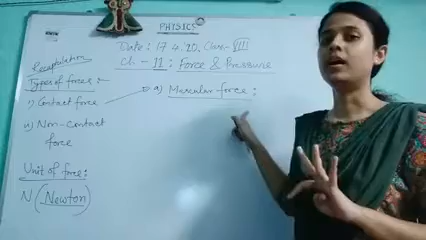 PHYSICS
Date: 17.4.20, Class-VIII
Ch. - 11: Force & Pressure
Recapitulation
Types of forces
i) Contact force
ii) Non-contact force
a) Muscular force:
Unit of force:
N (Newton)